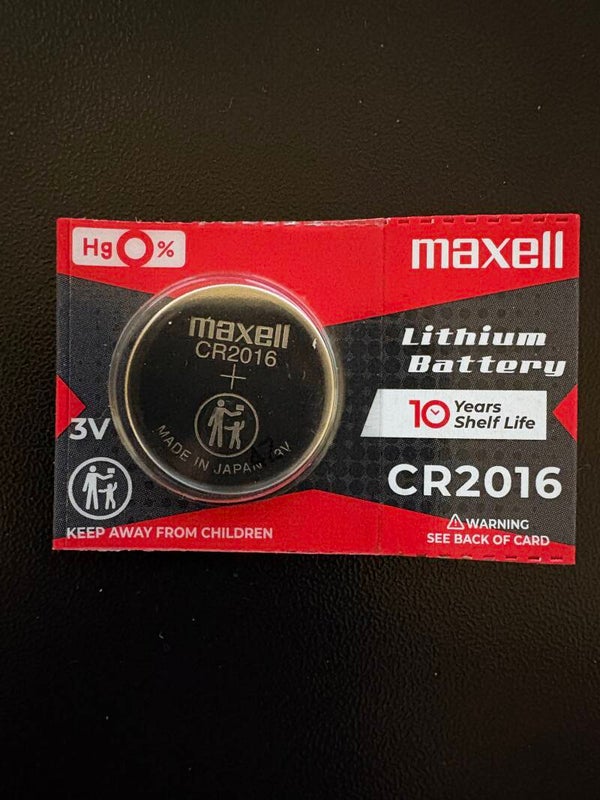 Hg0%
maxell
maxell
CR2016
+
MADE IN JAPAN 3V
Lithium
Battery
10 Years
Shelf Life
3V
CR2016
KEEP AWAY FROM CHILDREN
⚠WARNING
SEE BACK OF CARD